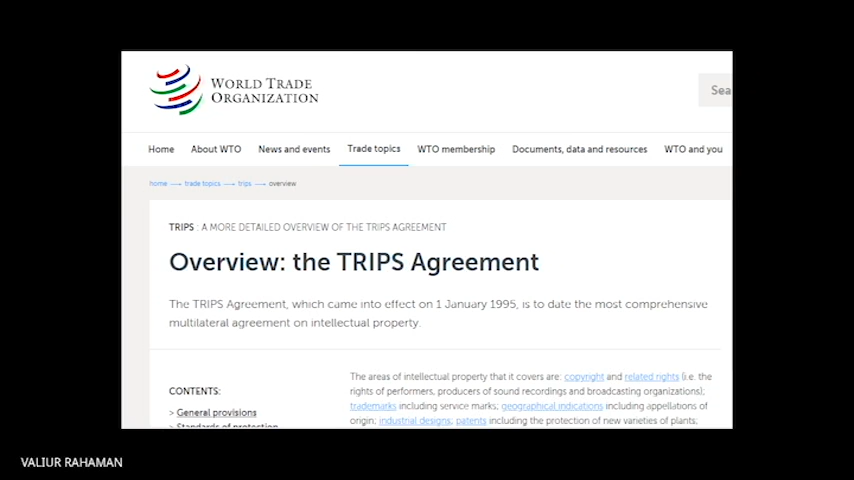 WORLD TRADE
ORGANIZATION
Sea
Home About WTO News and events Trade topics WTO membership Documents, data and resources WTO and you
home → trade topics → trips → overview
TRIPS : A MORE DETAILED OVERVIEW OF THE TRIPS AGREEMENT
Overview: the TRIPS Agreement
The TRIPS Agreement, which came into effect on 1 January 1995, is to date the most comprehensive
multilateral agreement on intellectual property.
The areas of intellectual property that it covers are: copyright and related rights (i.e. the
rights of performers, producers of sound recordings and broadcasting organizations);
trademarks including service marks; geographical indications including appellations of
origin; industrial designs; patents including the protection of new varieties of plants;
CONTENTS:
> General provisions
> Standards of protection
VALIUR RAHAMAN